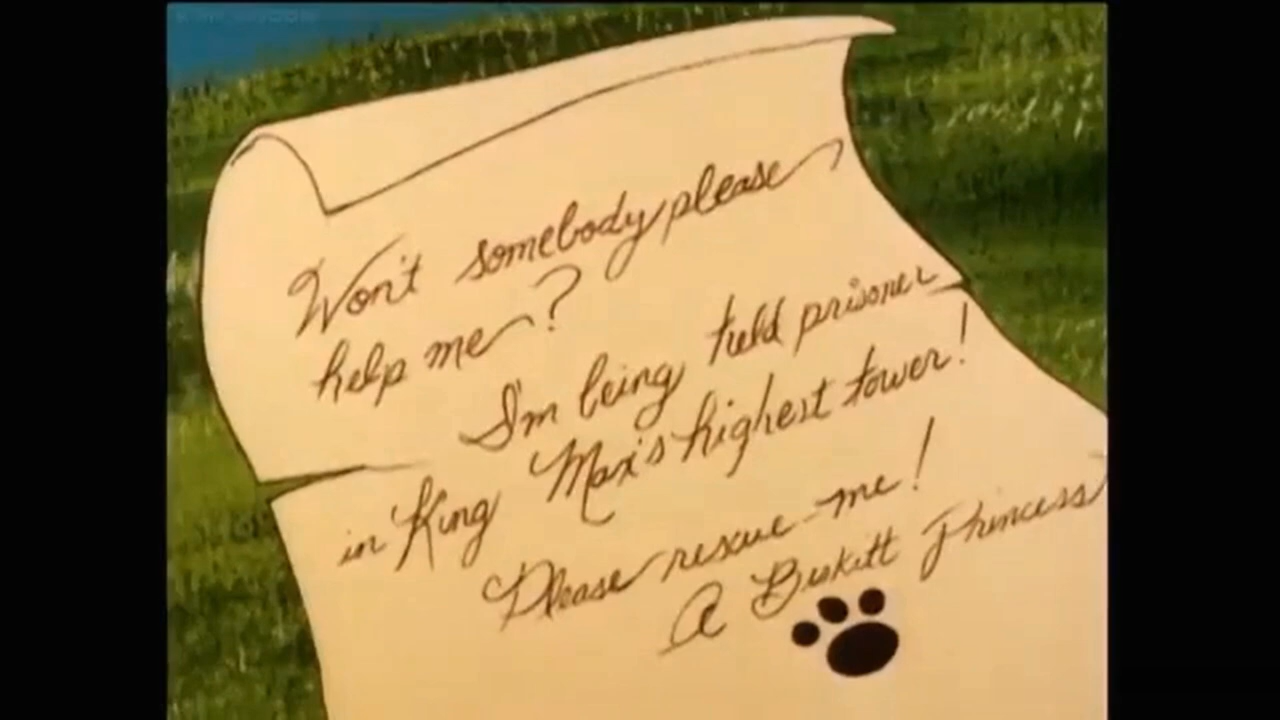 Won't somebody please
help me?
I'm being held prisoner
in King Max's highest tower!
Please rescue me!
A Biskitt Princess